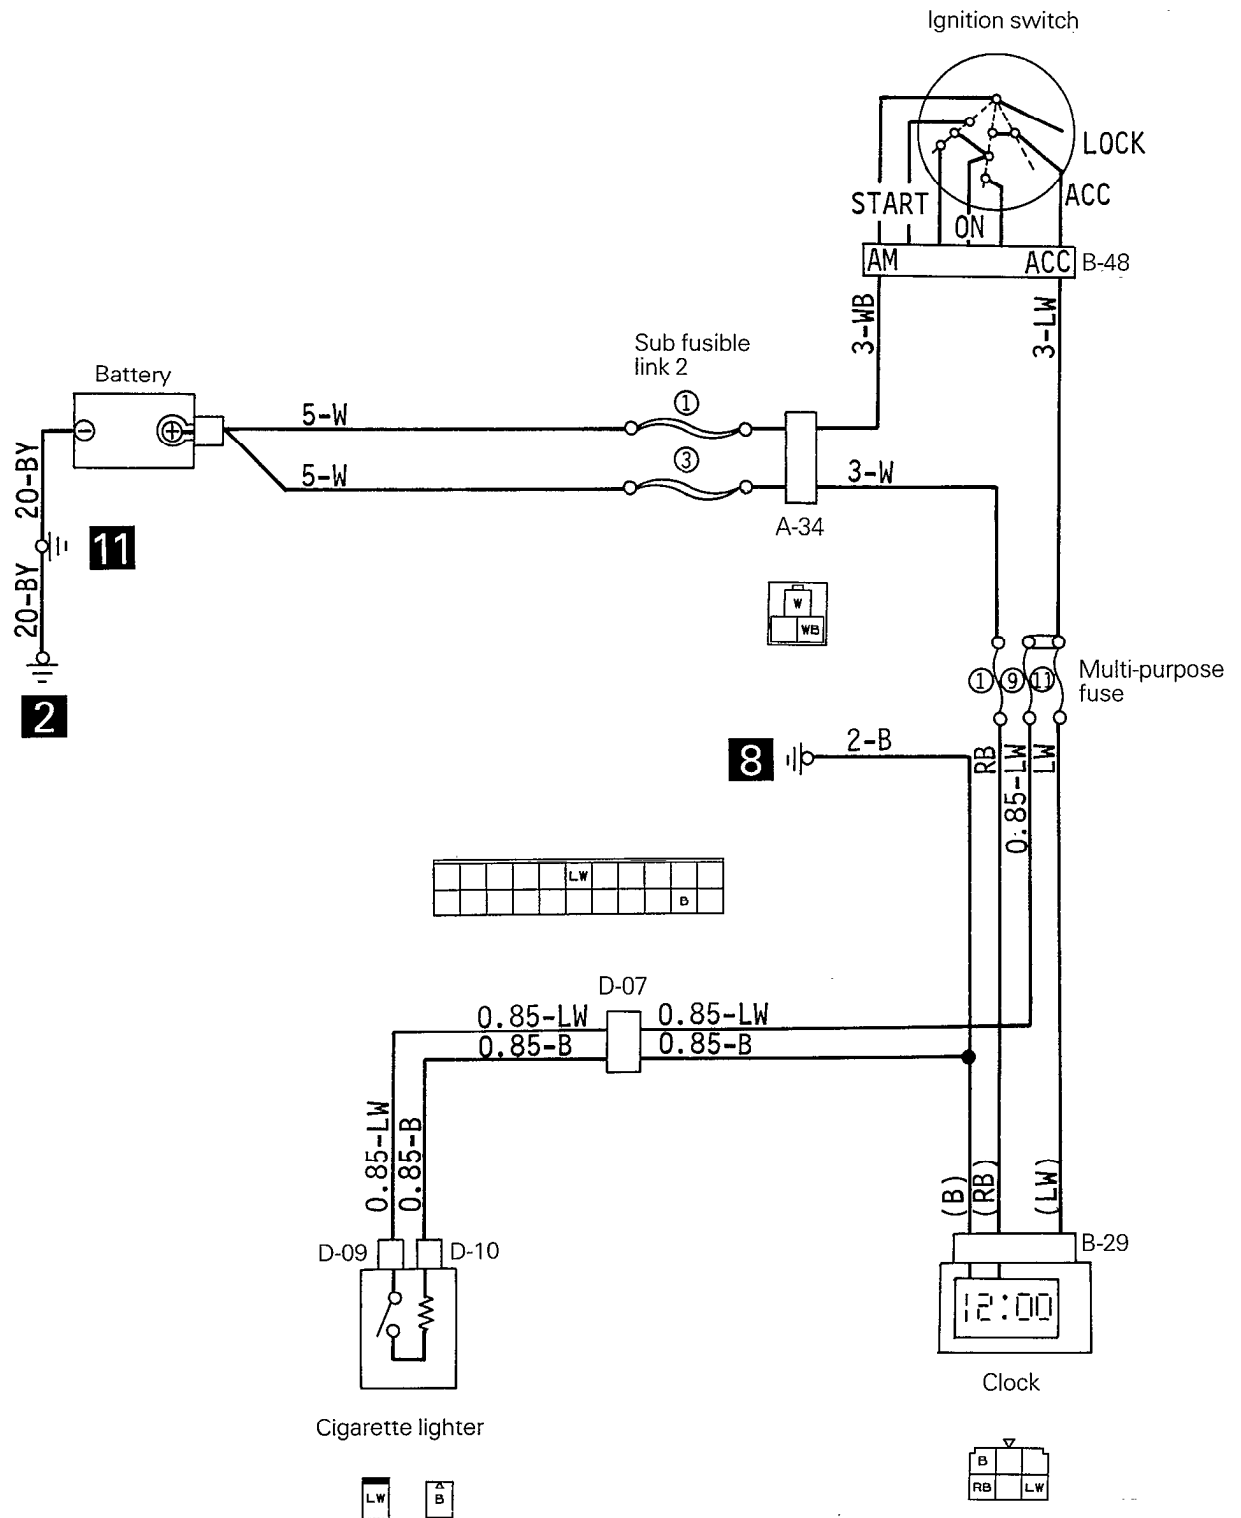 Ignition switch
LOCK
START
ACC
ON
AM
ACC
B-48
3-WB
3-LW
Sub fusible
link 2
Battery
5-W
①
5-W
③
3-W
A-34
20-BY
11
20-BY
2
W
WB
① ⑨ ⑪
Multi-purpose
fuse
8
2-B
RB
0.85-LW
LW
LW
B
D-07
0.85-LW
0.85-LW
0.85-B
0.85-B
0.85-LW
0.85-B
(B)
(RB)
(LW)
D-09
D-10
B-29
12:00
Clock
Cigarette lighter
LW
B
B
RB
LW